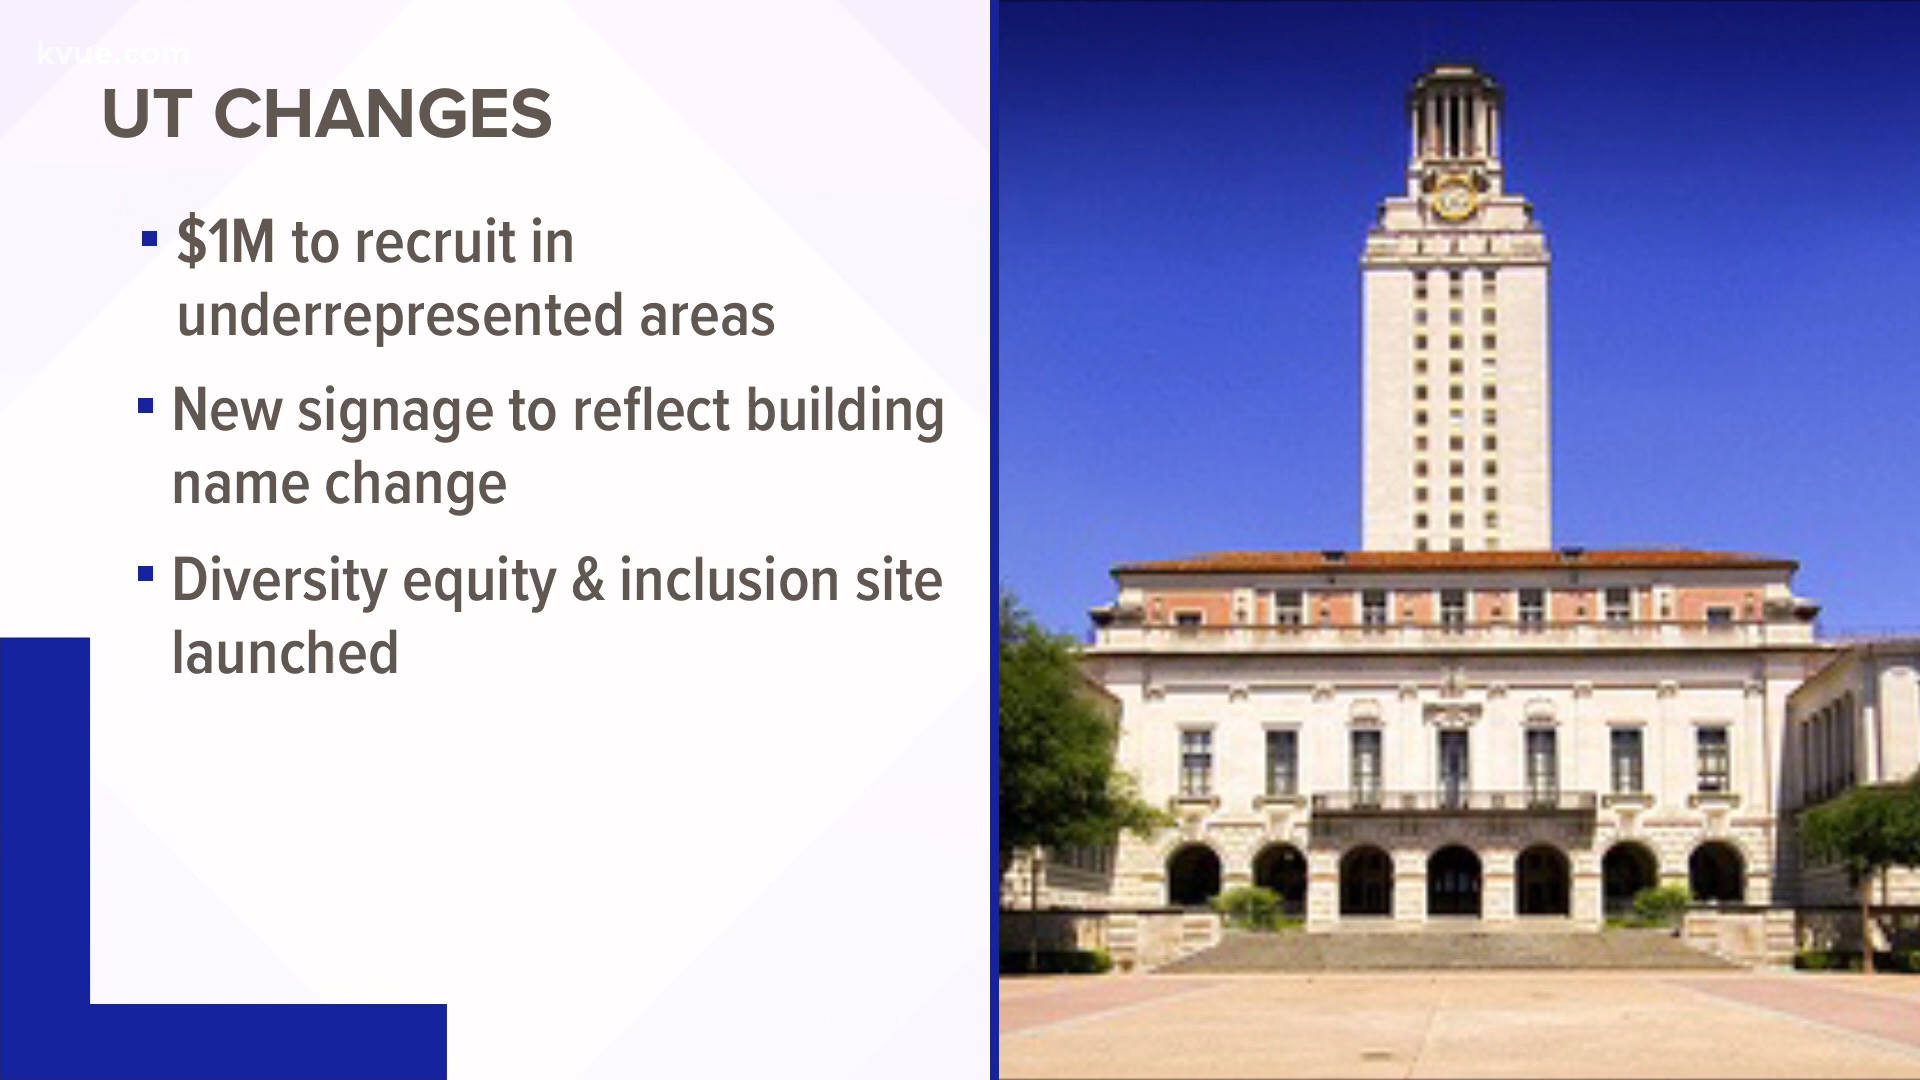 kvue.com
UT CHANGES
$1M to recruit in
underrepresented areas
New signage to reflect building
name change
Diversity equity & inclusion site
launched